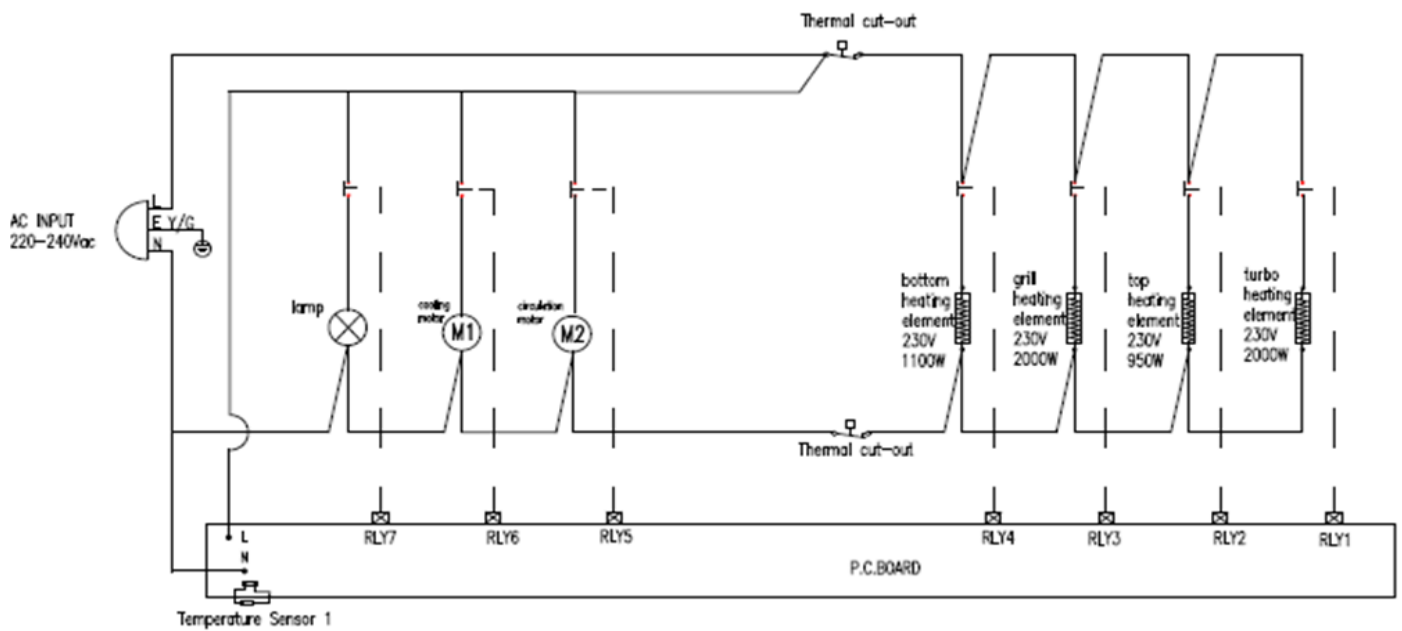 Thermal cut-out
L
E Y/G
N
AC INPUT
220-240Vac
lamp
cooling
motor
M1
circulation
motor
M2
bottom
heating
element
230V
1100W
grill
heating
element
230V
2000W
top
heating
element
230V
950W
turbo
heating
element
230V
2000W
Thermal cut-out
L
N
RLY7
RLY6
RLY5
RLY4
RLY3
RLY2
RLY1
P.C.BOARD
Temperature Sensor 1